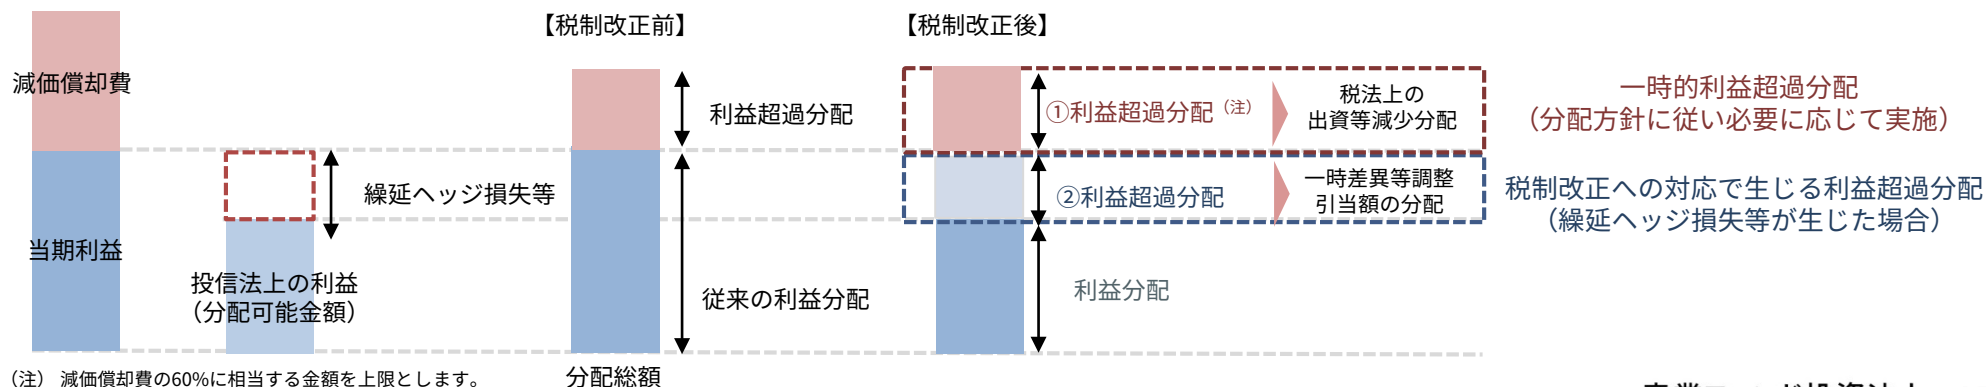 【税制改正前】
【税制改正後】
減価償却費
利益超過分配
①利益超過分配（注）
税法上の
出資等減少分配
一時的利益超過分配
（分配方針に従い必要に応じて実施）
繰延ヘッジ損失等
②利益超過分配
一時差異等調整
引当額の分配
税制改正への対応で生じる利益超過分配
（繰延ヘッジ損失等が生じた場合）
当期利益
投信法上の利益
（分配可能金額）
従来の利益分配
利益分配
（注） 減価償却費の60%に相当する金額を上限とします。
分配総額